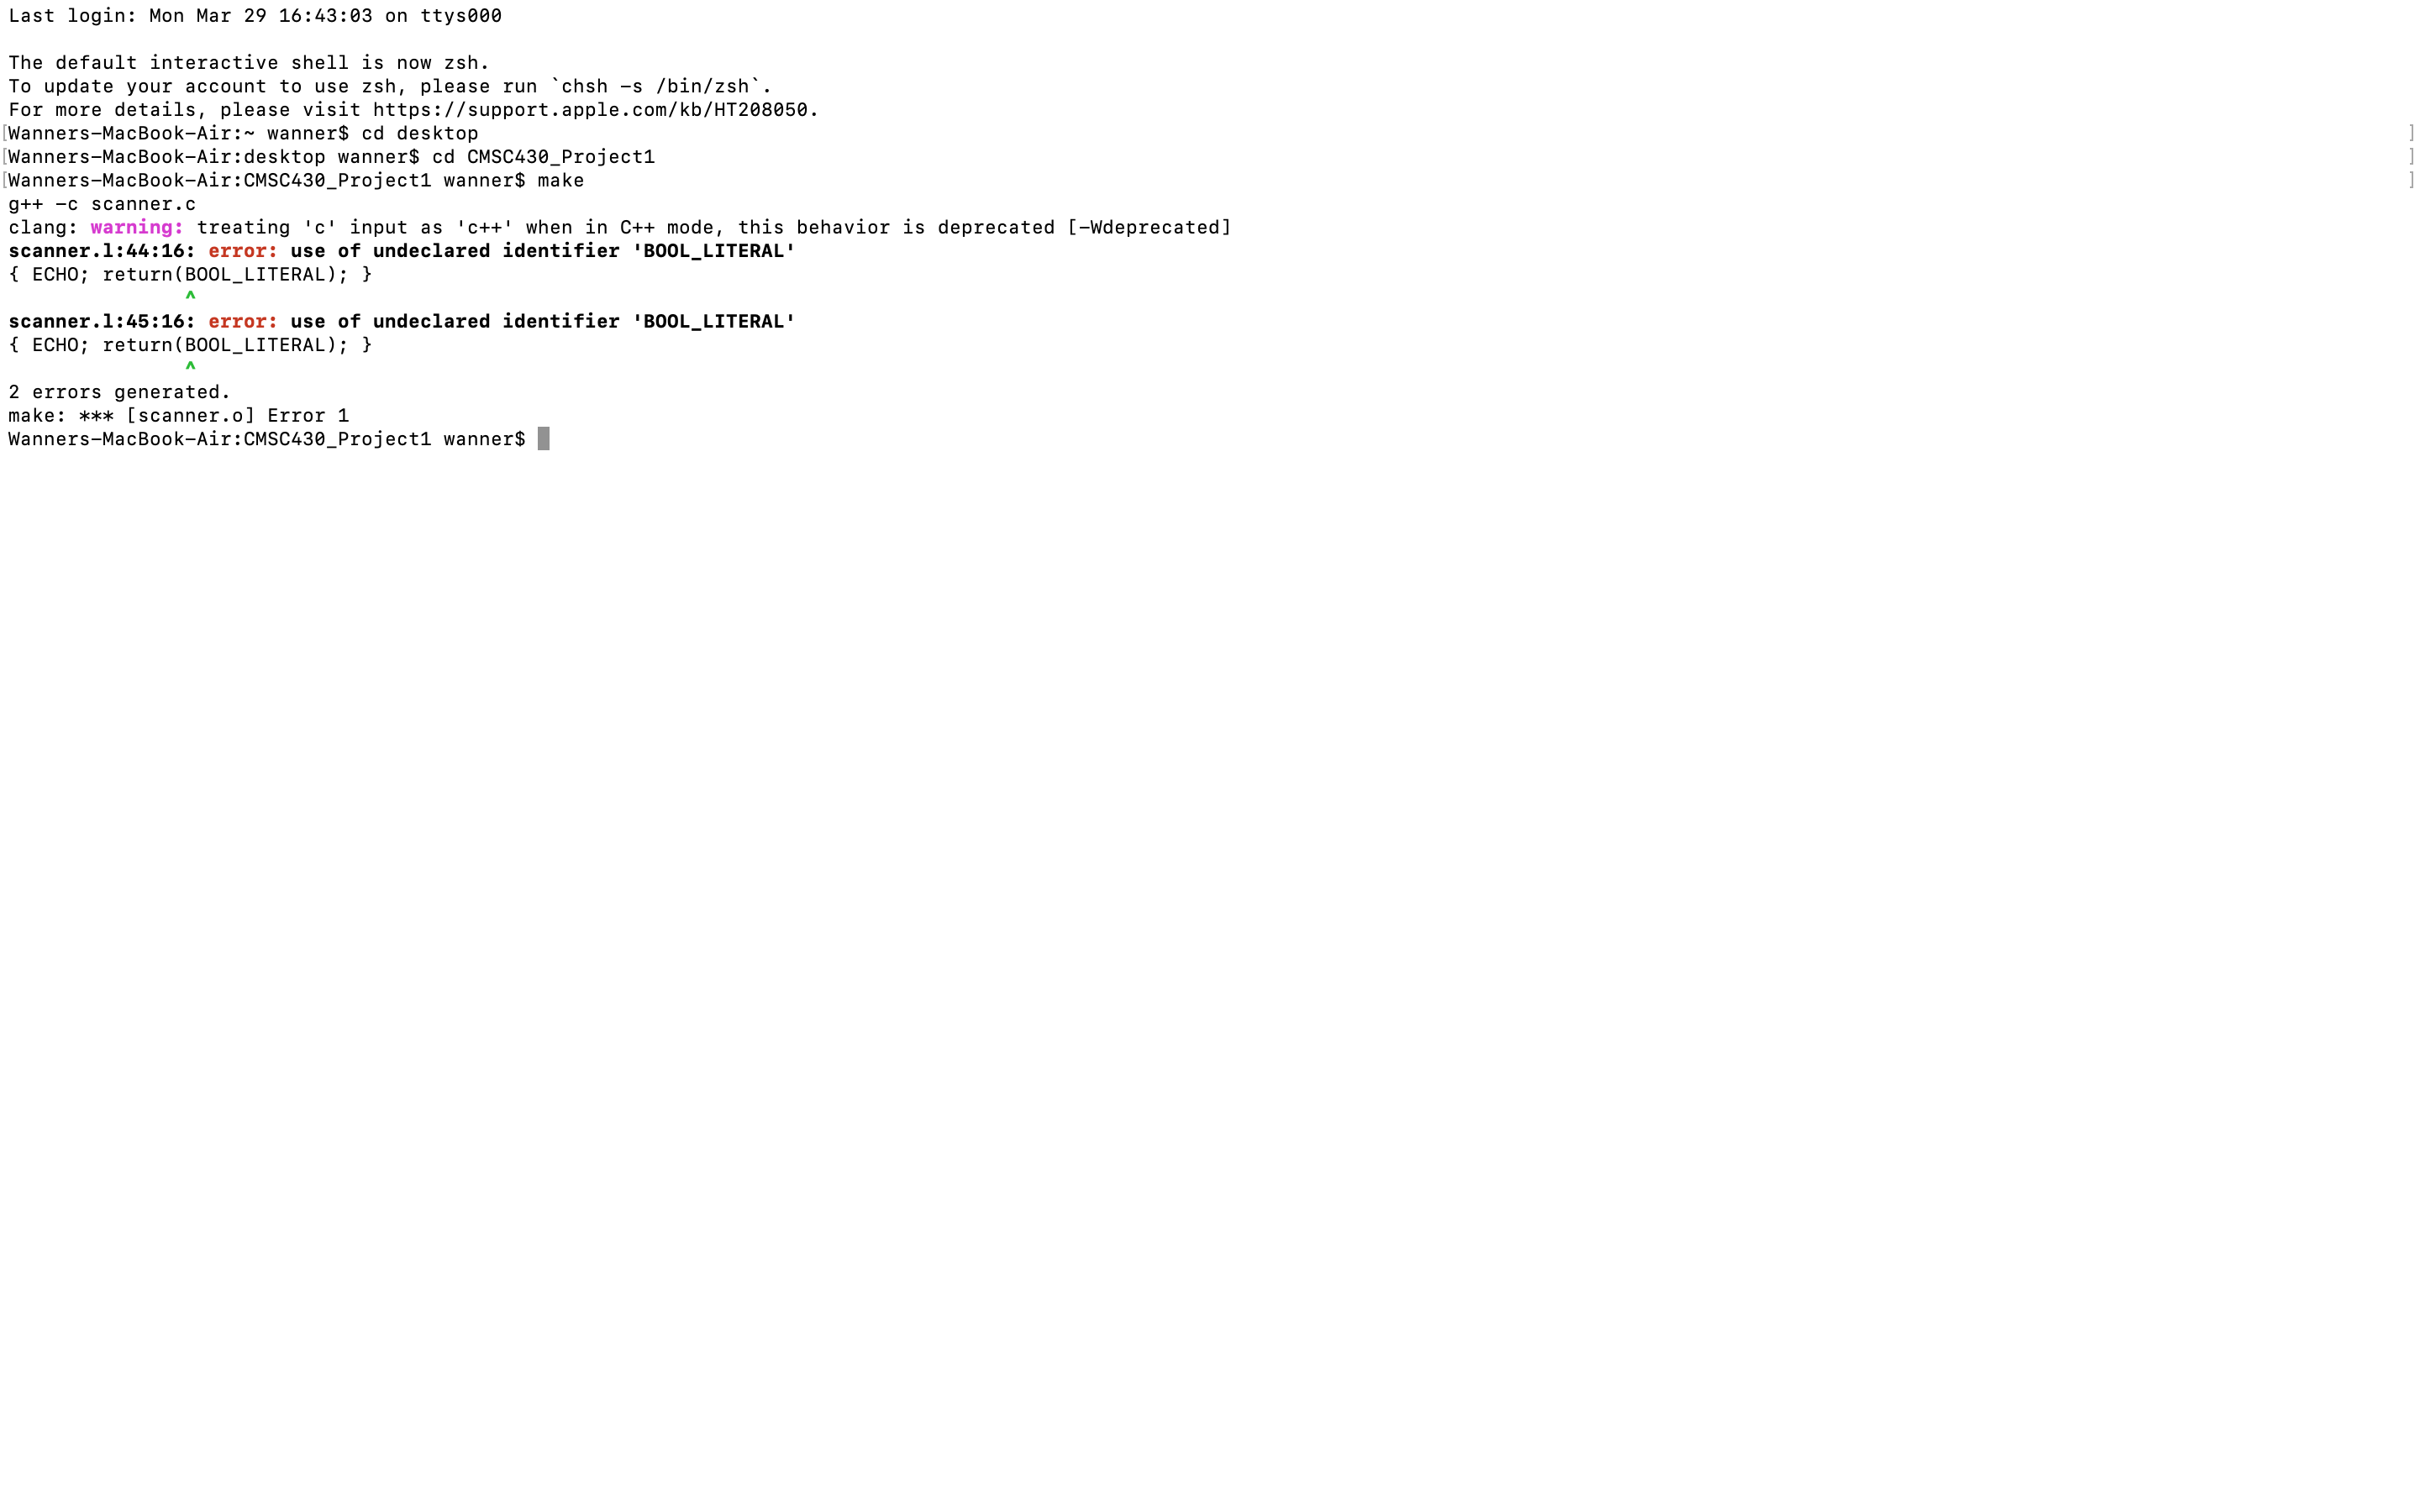 Last login: Mon Mar 29 16:43:03 on ttys000
The default interactive shell is now zsh.
To update your account to use zsh, please run `chsh -s /bin/zsh`.
For more details, please visit https://support.apple.com/kb/HT208050.
[Wanners-MacBook-Air:~ wanner$ cd desktop ]
[Wanners-MacBook-Air:desktop wanner$ cd CMSC430_Project1 ]
[Wanners-MacBook-Air:CMSC430_Project1 wanner$ make ]
g++ -c scanner.c
clang: warning: treating 'c' input as 'c++' when in C++ mode, this behavior is deprecated [-Wdeprecated]
scanner.l:44:16: error: use of undeclared identifier 'BOOL_LITERAL'
{ ECHO; return(BOOL_LITERAL); }
^
scanner.l:45:16: error: use of undeclared identifier 'BOOL_LITERAL'
{ ECHO; return(BOOL_LITERAL); }
^
2 errors generated.
make: *** [scanner.o] Error 1
Wanners-MacBook-Air:CMSC430_Project1 wanner$